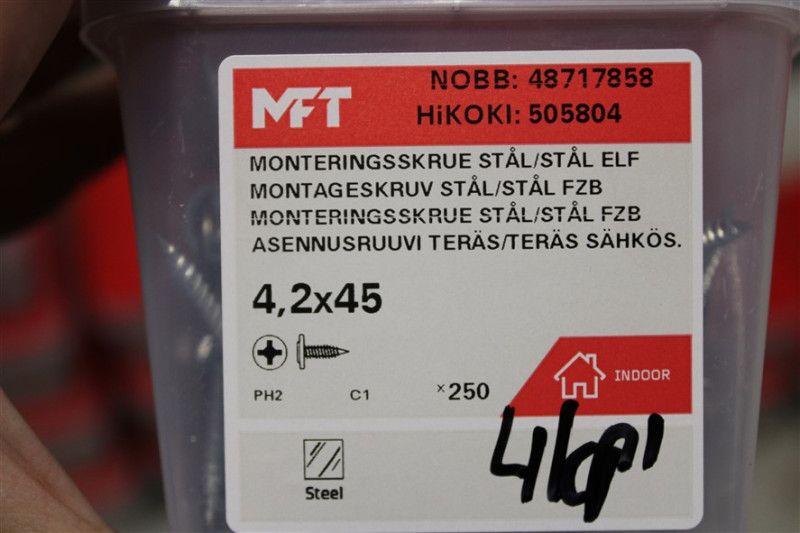 MFT
NOBB: 48717858
HiKOKI: 505804
MONTERINGSSKRUE STÅL/STÅL ELF
MONTAGESKRUV STÅL/STÅL FZB
MONTERINGSSKRUE STÅL/STÅL FZB
ASENNUSRUUVI TERÄS/TERÄS SÄHKÖS.
4,2x45
PH2 C1 x250
INDOOR
Steel